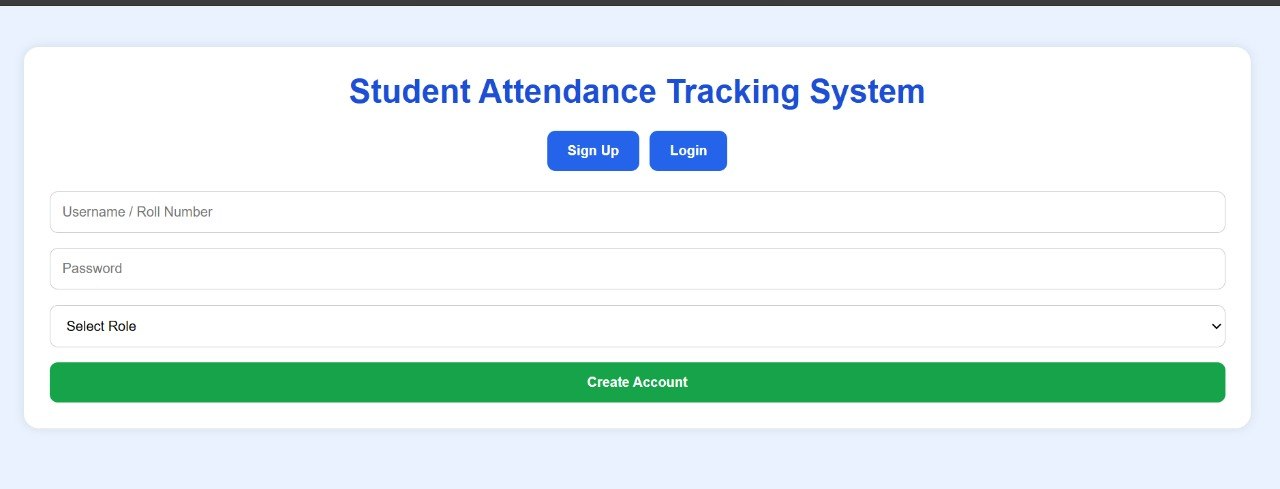 Student Attendance Tracking System
Sign Up Login
Username / Roll Number
Password
Select Role
Create Account